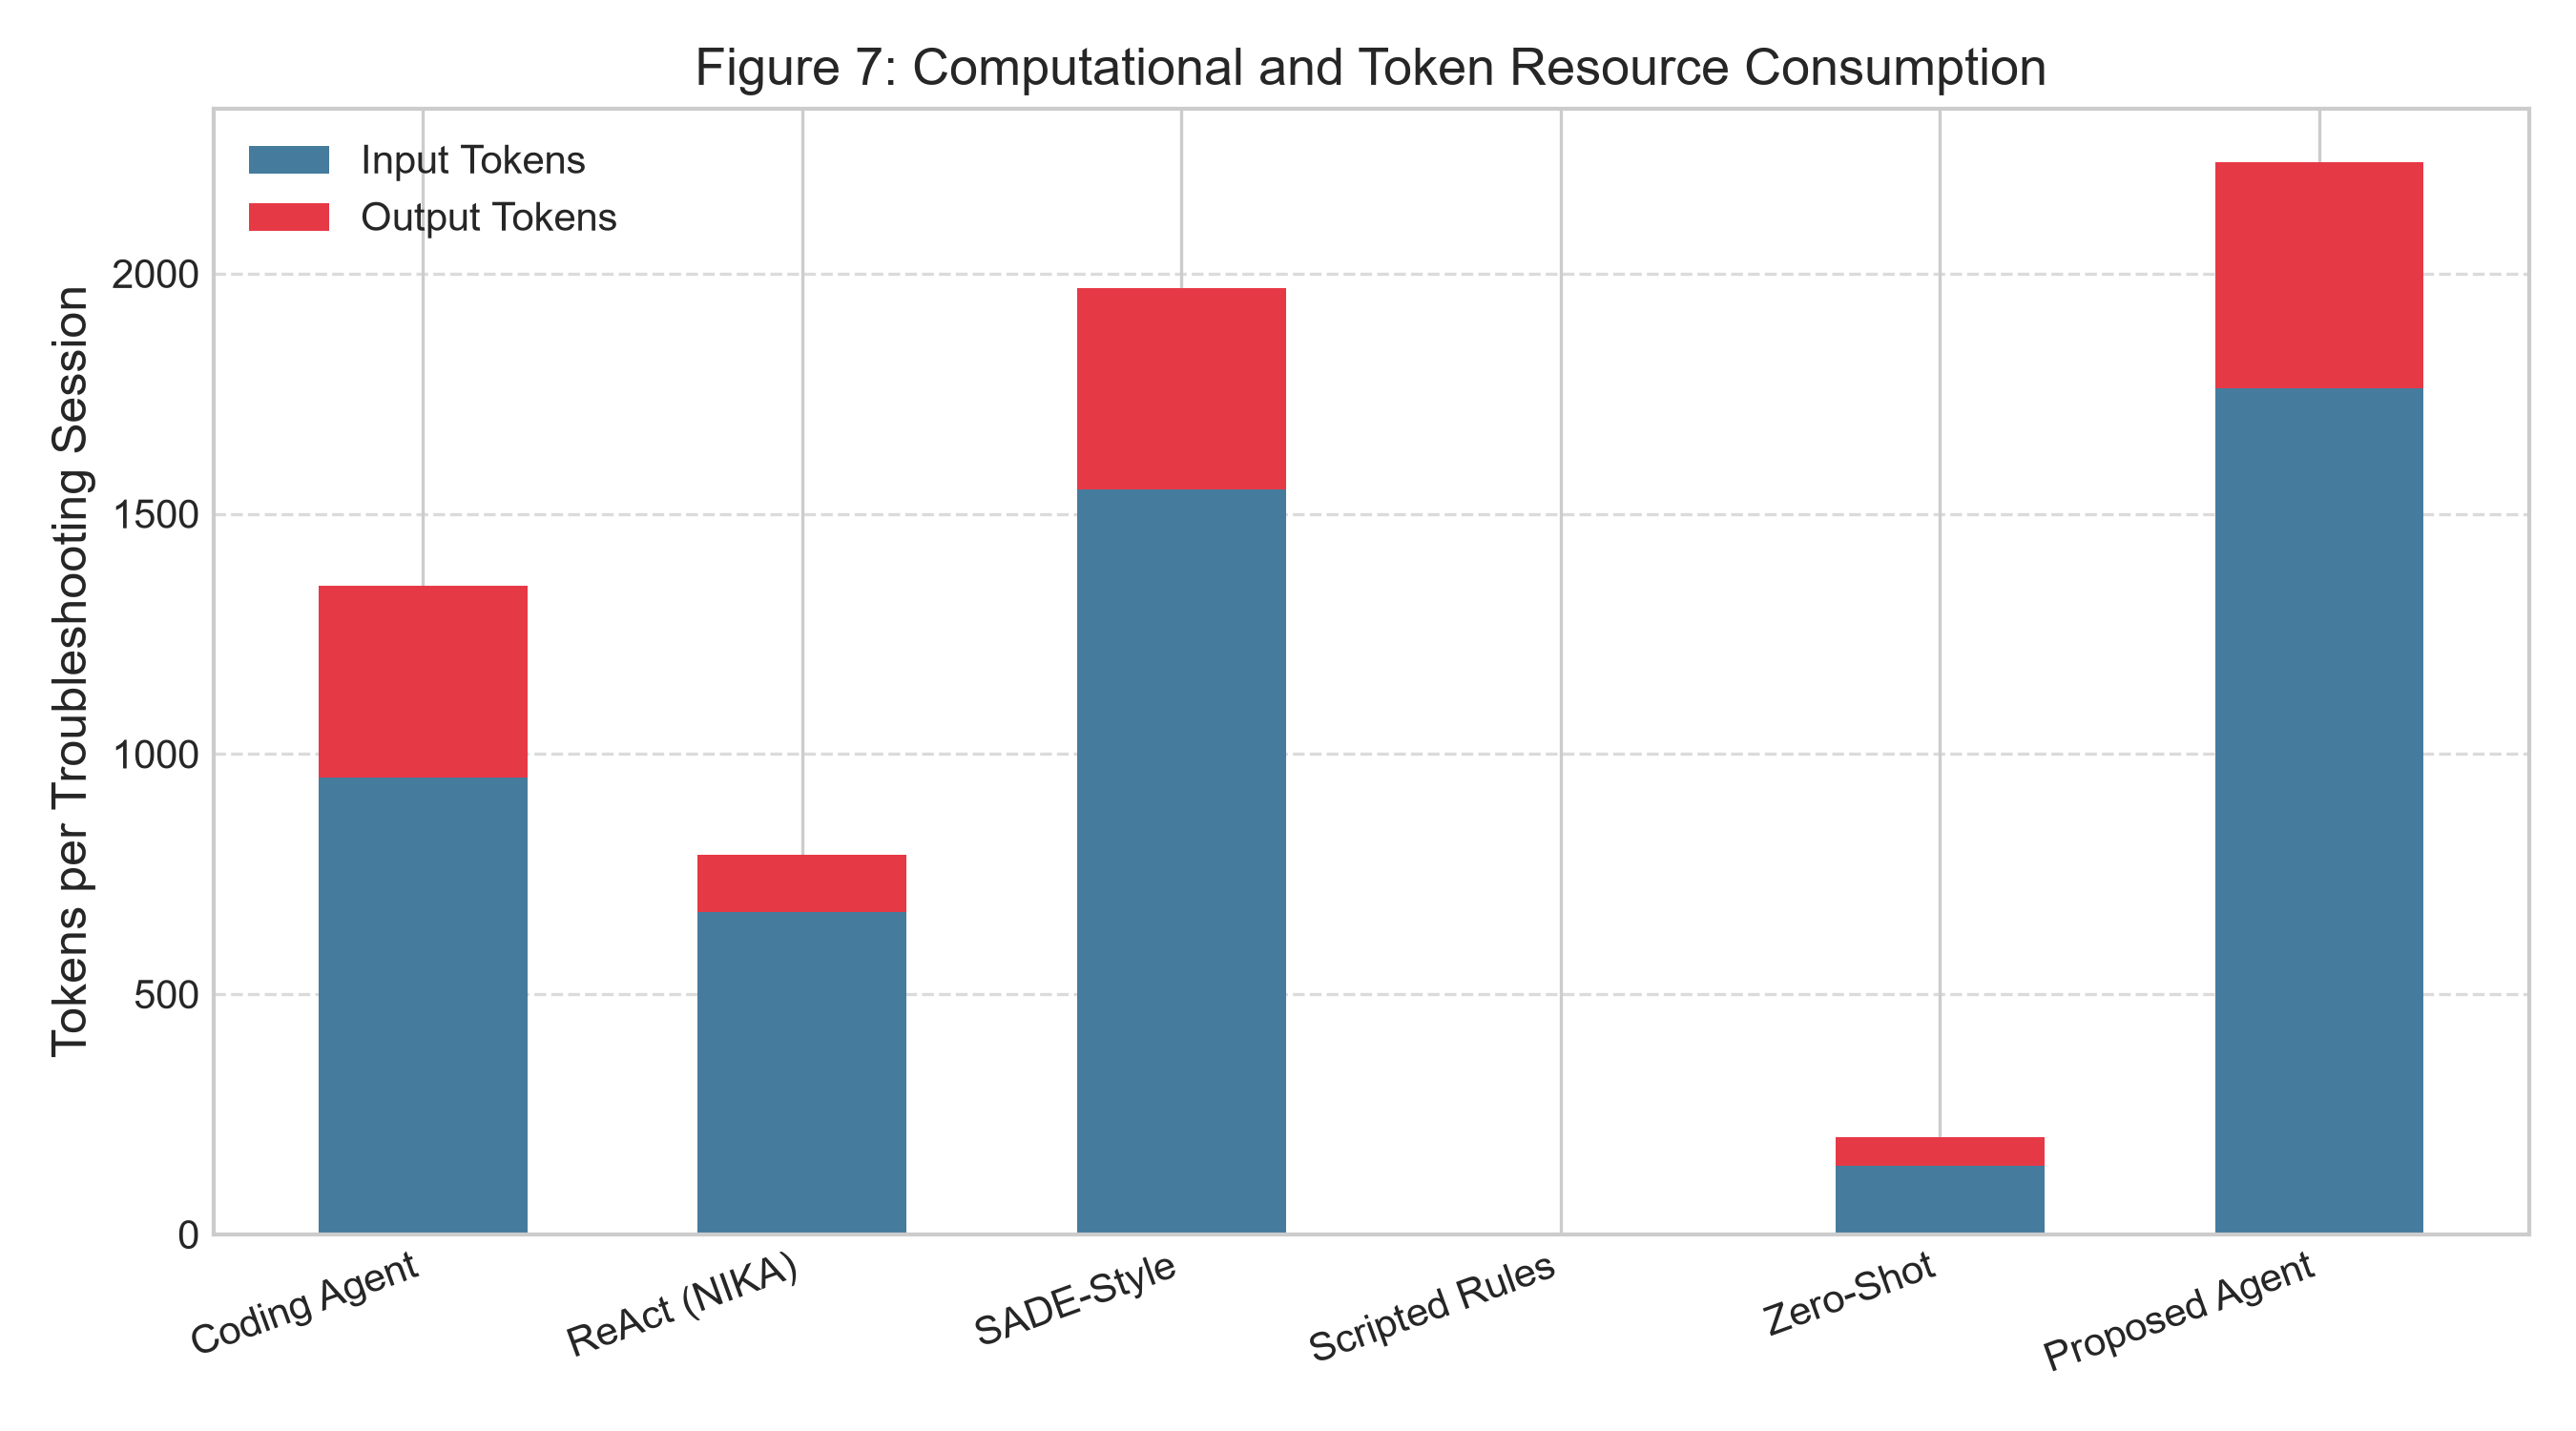 Figure 7: Computational and Token Resource Consumption
Input Tokens
Output Tokens
Tokens per Troubleshooting Session
2000
1500
1000
500
0
Coding Agent
ReAct (NIKA)
SADE-Style
Scripted Rules
Zero-Shot
Proposed Agent